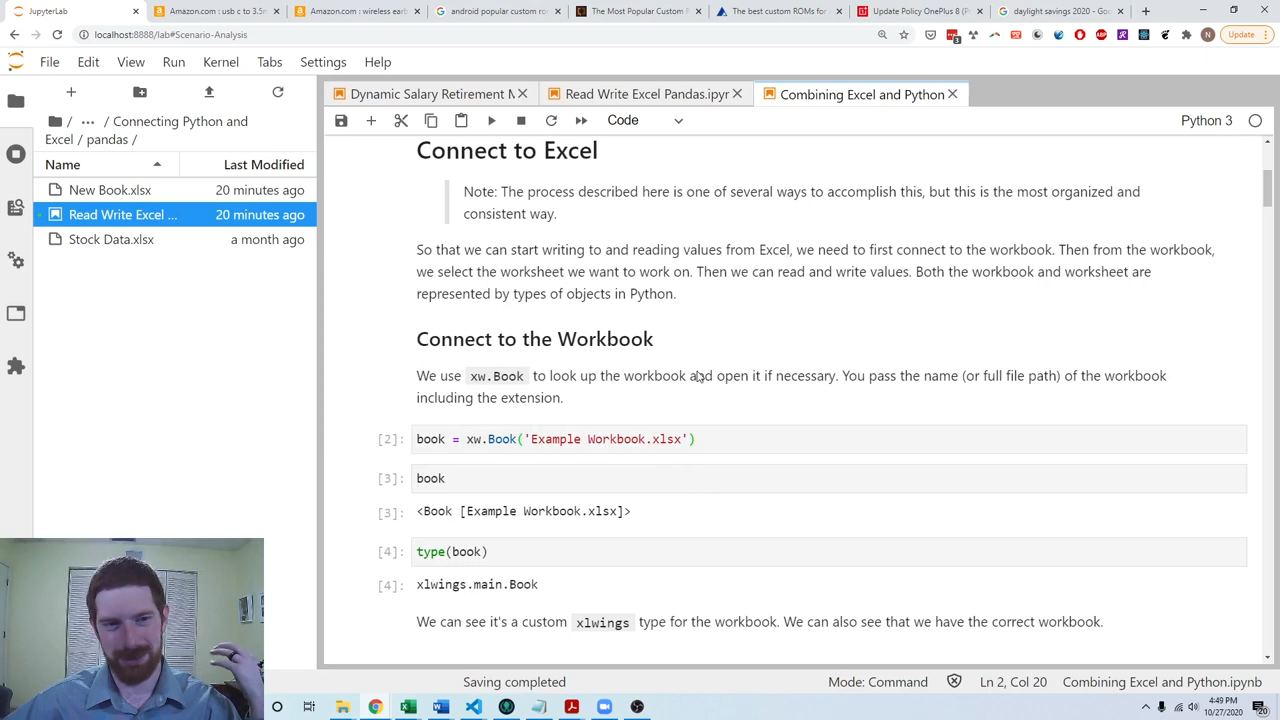 JupyterLab
Amazon.com : usb c to 3.5m
Amazon.com : wireless earb
android popular custom ro
The Most Popular Custom R
The best custom ROMs for
Update Policy OnePlus 8 (P
daylight savings 2020 - Goo
localhost:8888/lab#Scenario-Analysis
3
N
Update
File Edit View Run Kernel Tabs Settings Help
Dynamic Salary Retirement M
Read Write Excel Pandas.ipyr
Combining Excel and Python
/ ... / Connecting Python and
Excel / pandas /
Code
Python 3
Name
Last Modified
New Book.xlsx 20 minutes ago
Read Write Excel ... 20 minutes ago
Stock Data.xlsx a month ago
Connect to Excel
Note: The process described here is one of several ways to accomplish this, but this is the most organized and
consistent way.
So that we can start writing to and reading values from Excel, we need to first connect to the workbook. Then from the workbook,
we select the worksheet we want to work on. Then we can read and write values. Both the workbook and worksheet are
represented by types of objects in Python.
Connect to the Workbook
We use xw.Book to look up the workbook and open it if necessary. You pass the name (or full file path) of the workbook
including the extension.
[2]: book = xw.Book('Example Workbook.xlsx')
[3]: book
[3]: <Book [Example Workbook.xlsx]>
[4]: type(book)
[4]: xlwings.main.Book
We can see it's a custom xlwings type for the workbook. We can also see that we have the correct workbook.
Saving completed
Mode: Command
Ln 2, Col 20
Combining Excel and Python.ipynb
4:49 PM
10/27/2020
20